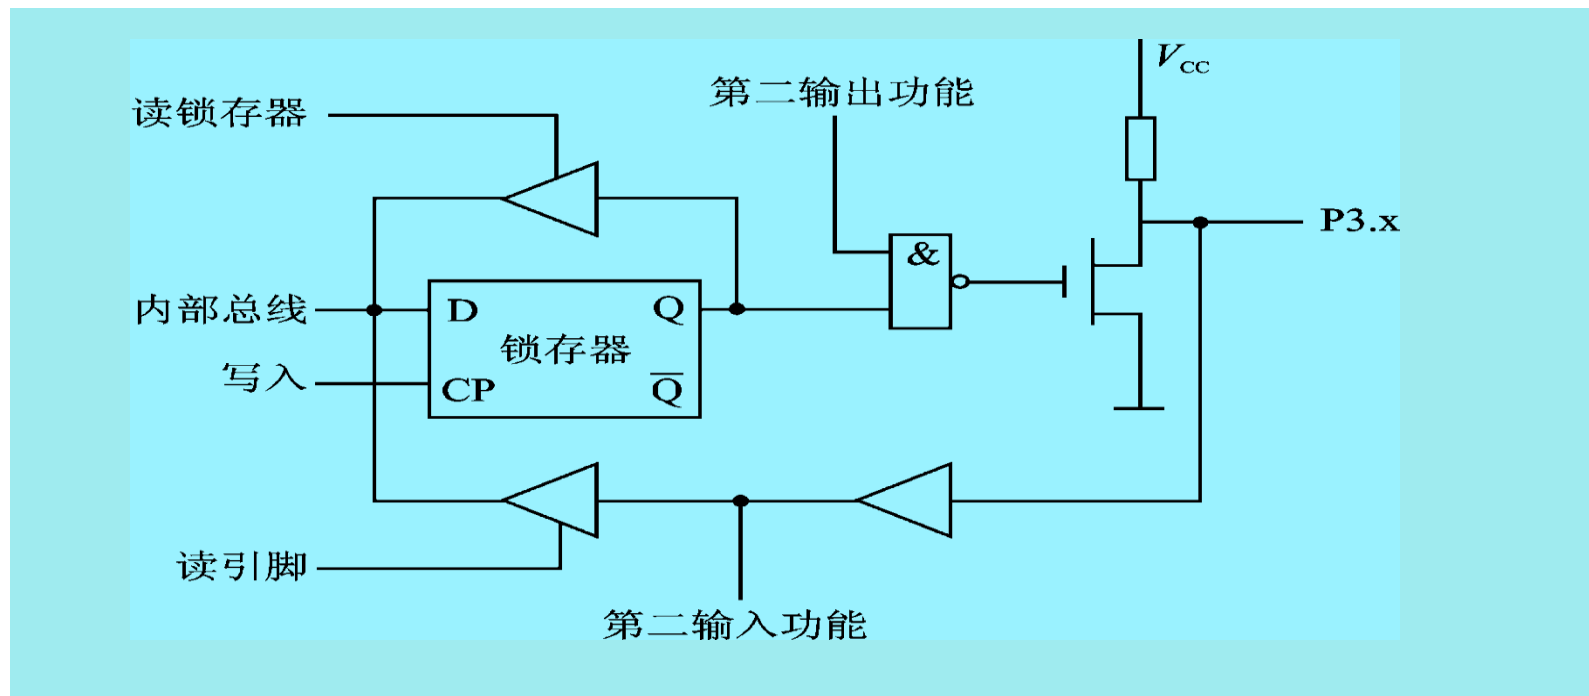 V_CC
第二输出功能
读锁存器
P3.x
&
内部总线
D
Q
锁存器
写入
CP
Q̅
读引脚
第二输入功能